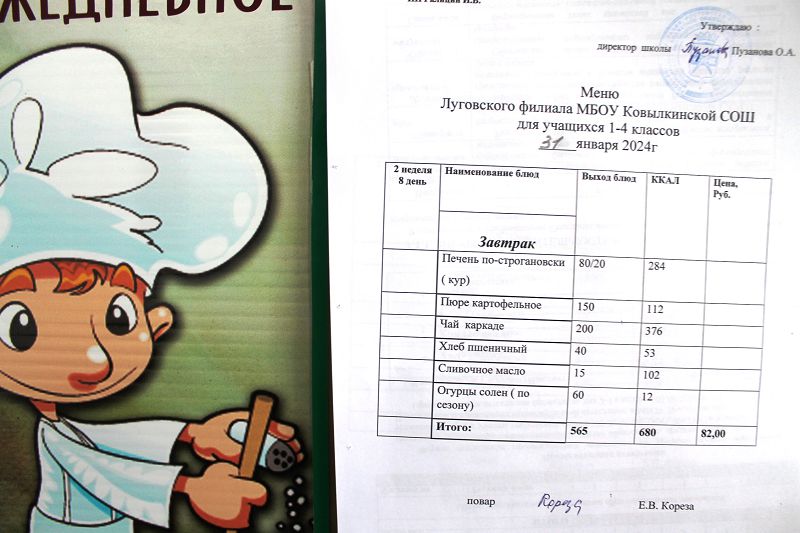 ЖЕДНЕВНОЕ
Утверждаю :
директор школы Пузанова О.А.
Меню
Луговского филиала МБОУ Ковылкинской СОШ
для учащихся 1-4 классов
31 января 2024г
2 неделя
8 день
Наименование блюд
Выход блюд
ККАЛ
Цена,
Руб.
Завтрак
Печень по-строгановски
( кур)
80/20
284
Пюре картофельное
150
112
Чай каркаде
200
376
Хлеб пшеничный
40
53
Сливочное масло
15
102
Огурцы солен ( по
сезону)
60
12
Итого:
565
680
82,00
повар Кореза Е.В. Кореза